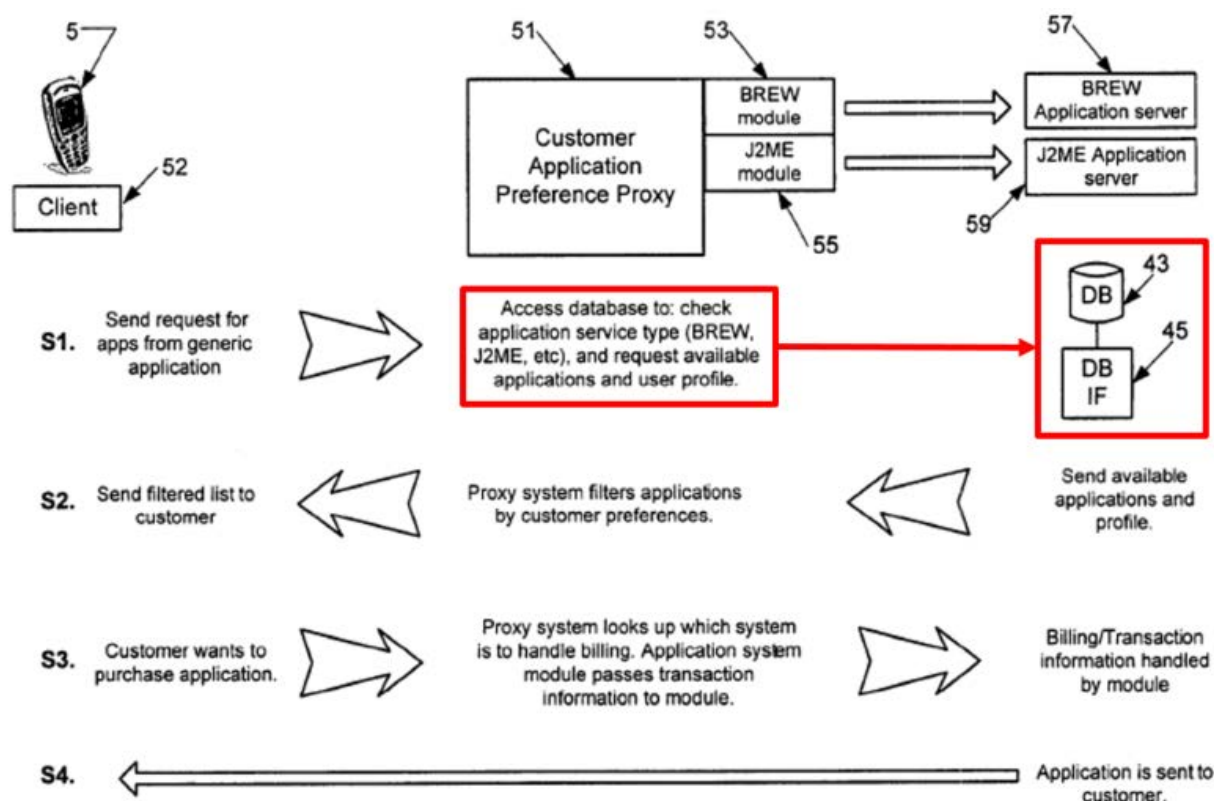 5
51
53
57
BREW
module
BREW
Application server
Customer
Application
Preference Proxy
J2ME
module
J2ME Application
server
52
Client
55
59
S1.
Send request for
apps from generic
application
Access database to: check
application service type (BREW,
J2ME, etc), and request available
applications and user profile.
DB
43
DB
IF
45
S2.
Send filtered list to
customer
Proxy system filters applications
by customer preferences.
Send available
applications and
profile.
S3.
Customer wants to
purchase application.
Proxy system looks up which system
is to handle billing. Application system
module passes transaction
information to module.
Billing/Transaction
information handled
by module
S4.
Application is sent to
customer.